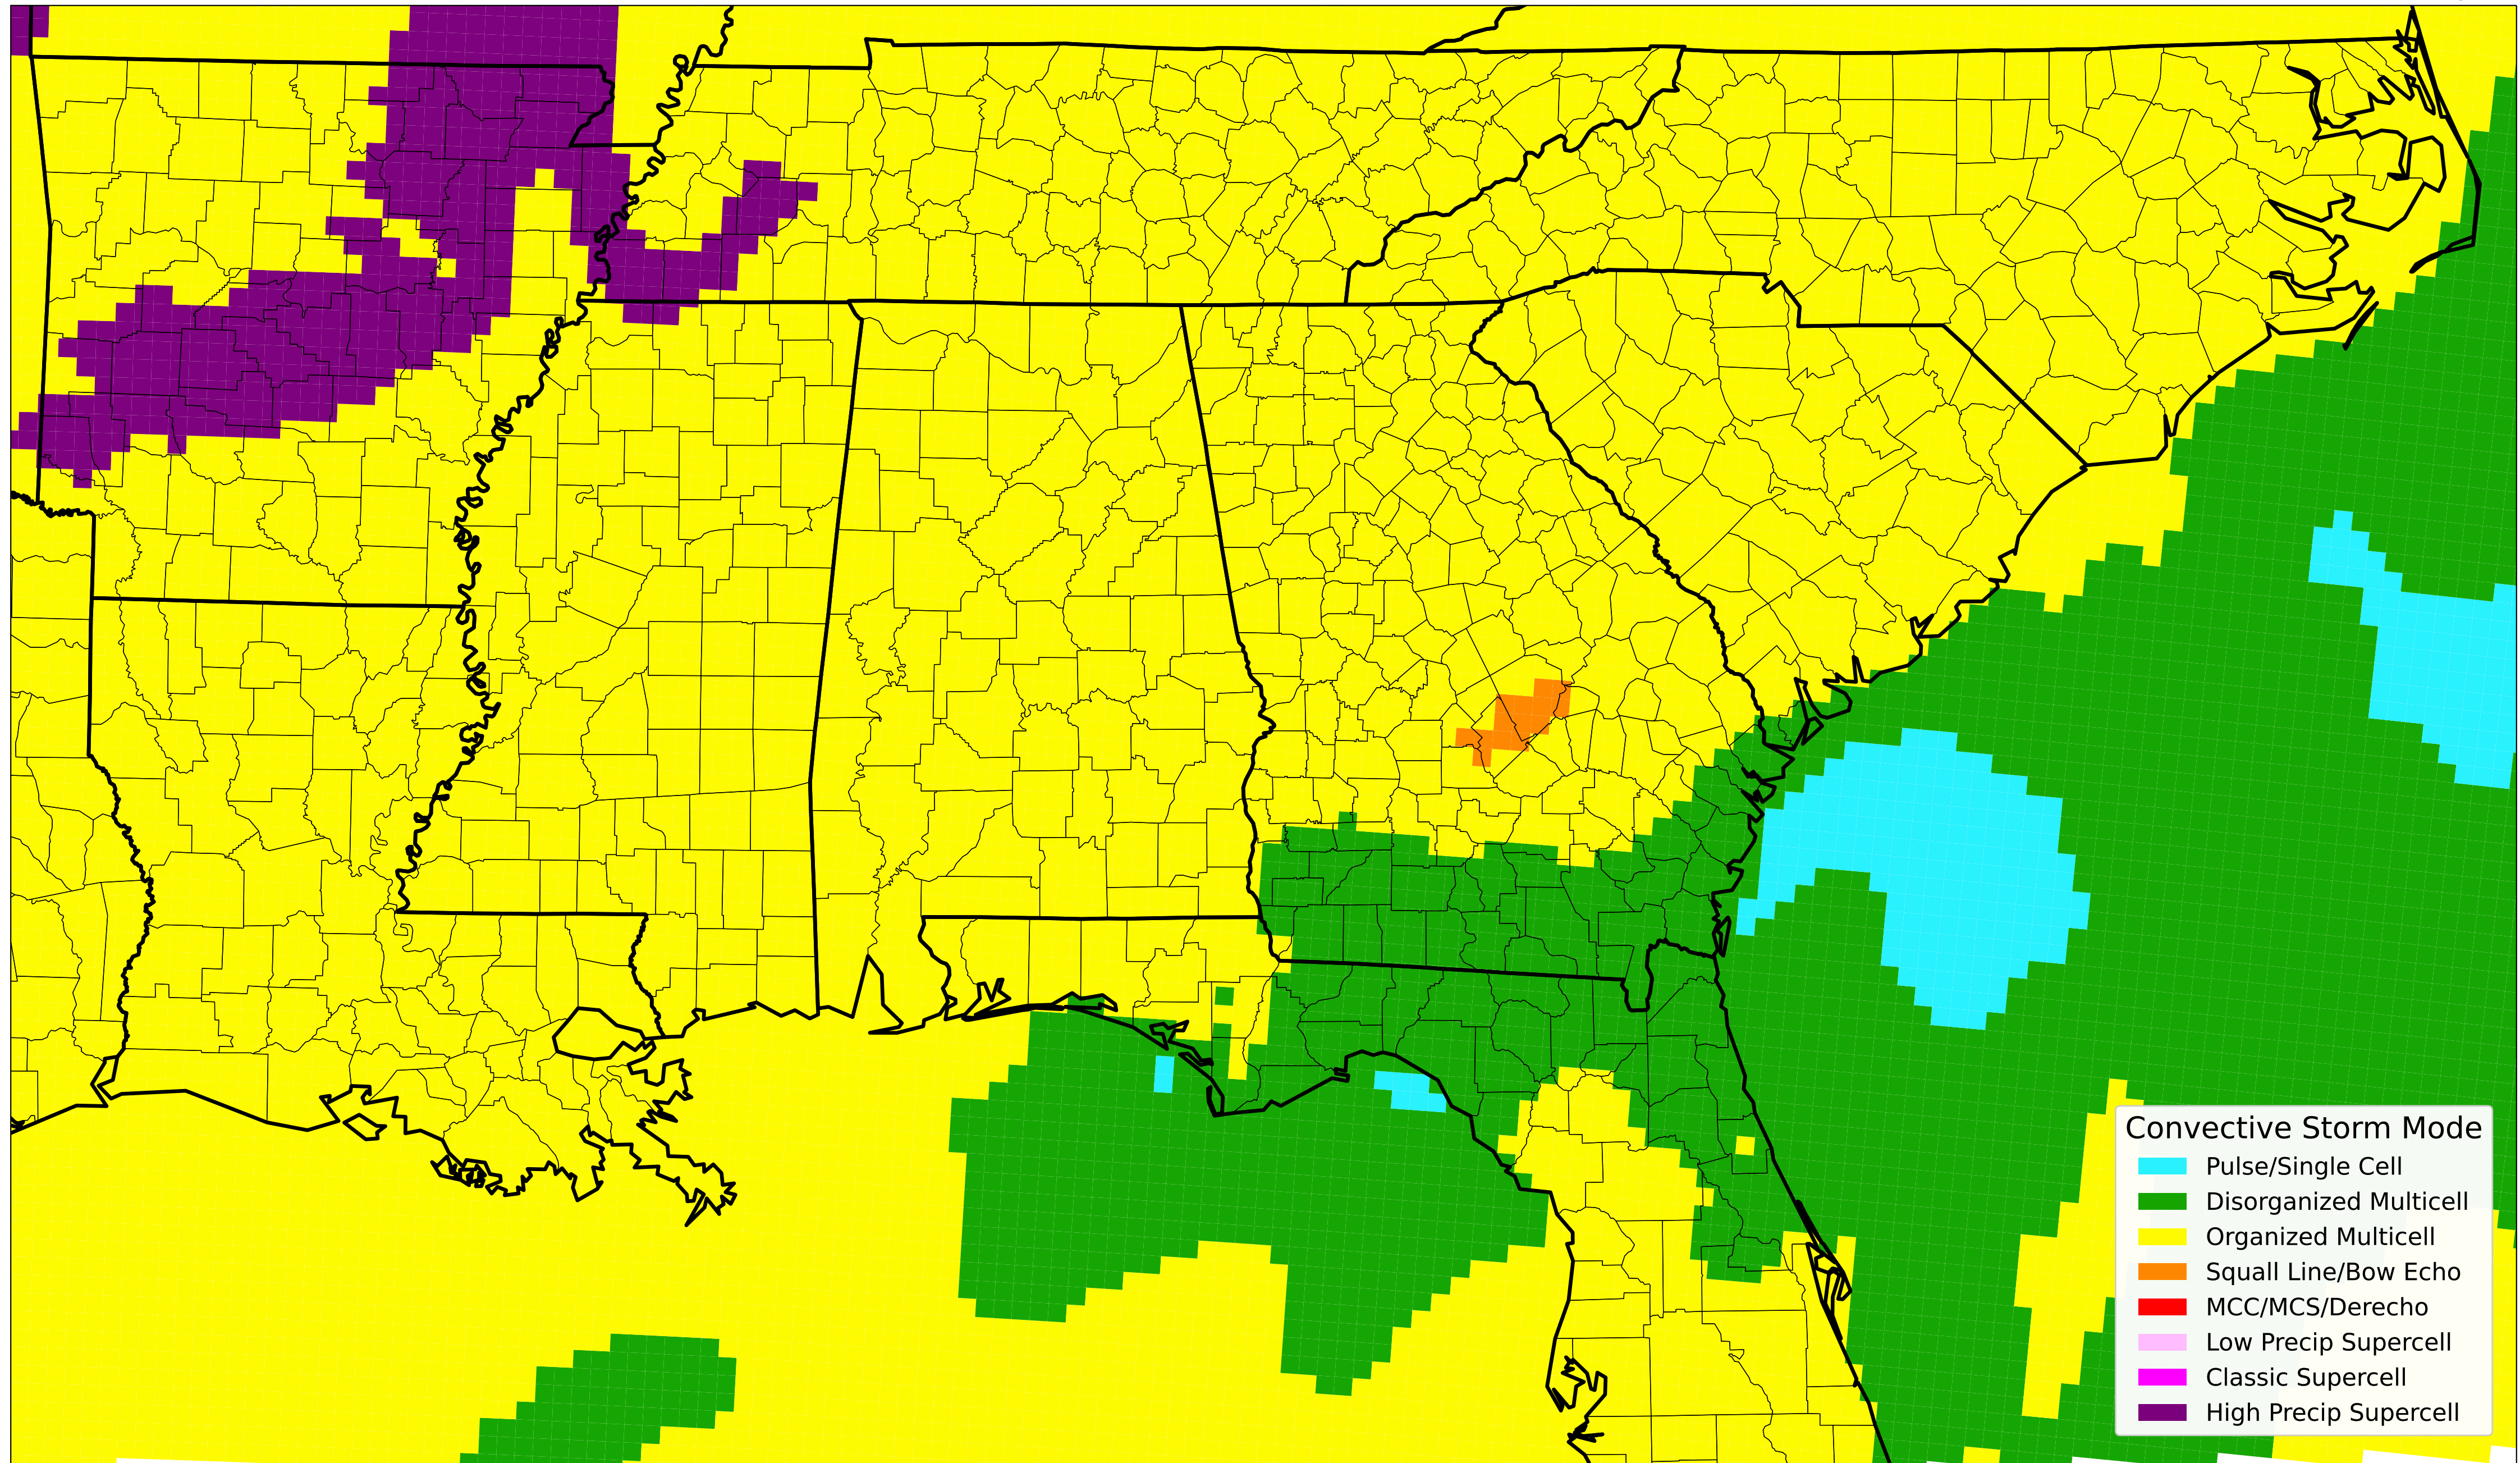 Convective Storm Mode
Pulse/Single Cell
Disorganized Multicell
Organized Multicell
Squall Line/Bow Echo
MCC/MCS/Derecho
Low Precip Supercell
Classic Supercell
High Precip Supercell